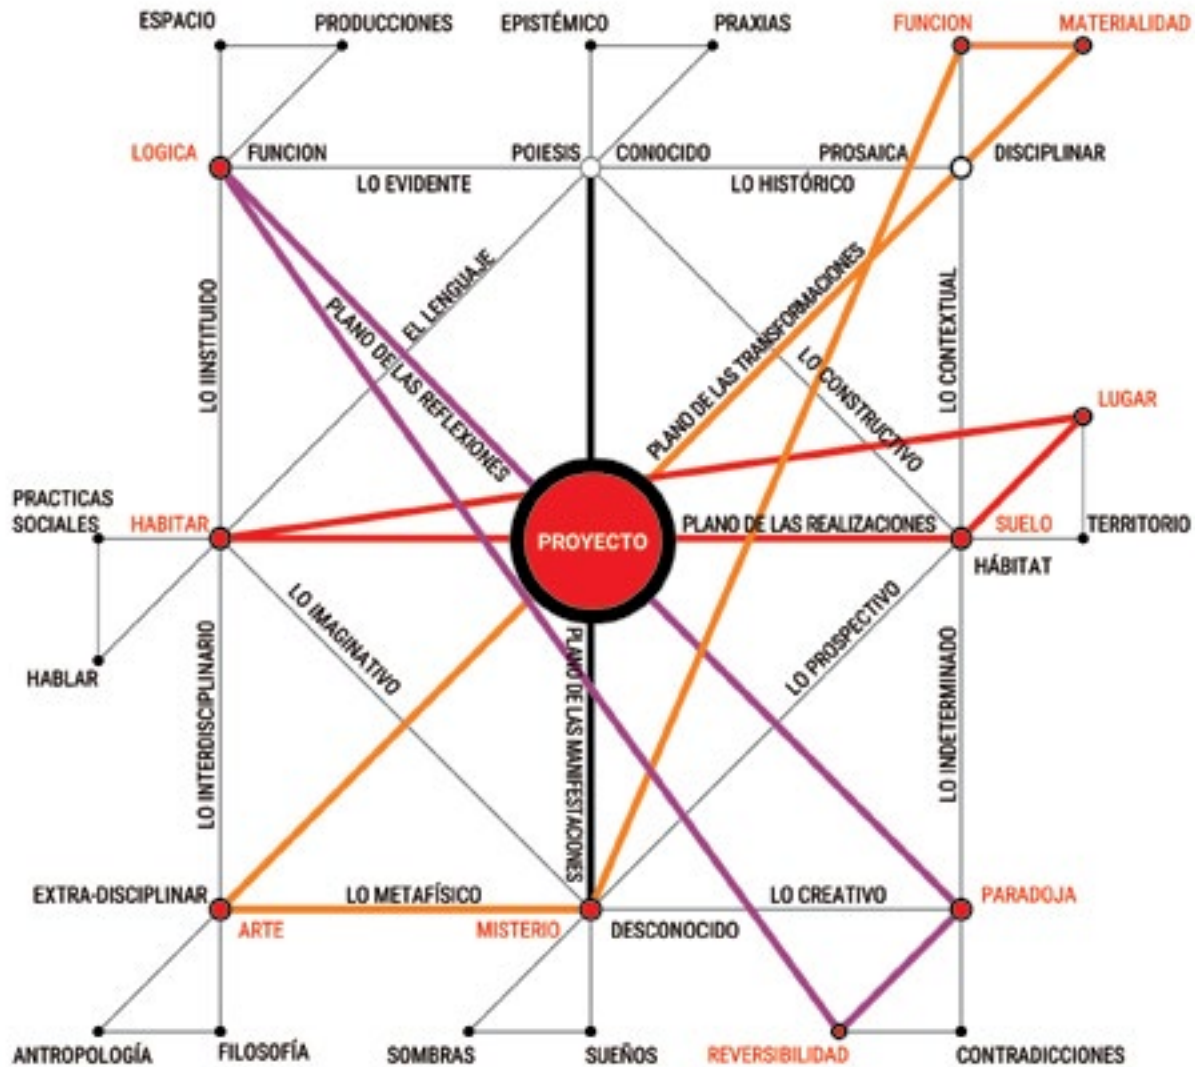 ESPACIO
PRODUCCIONES
EPISTÉMICO
PRAXIAS
FUNCION
MATERIALIDAD
LOGICA
FUNCION
POIESIS
CONOCIDO
PROSAICA
DISCIPLINAR
LO EVIDENTE
LO HISTÓRICO
LO IINSTITUIDO
EL LENGUAJE
PLANO DE LAS REFLEXIONES
PLANO DE LAS TRANSFORMACIONES
LO CONSTRUCTIVO
LO CONTEXTUAL
LUGAR
PRACTICAS
SOCIALES
HABITAR
PROYECTO
PLANO DE LAS REALIZACIONES
SUELO
TERRITORIO
HÁBITAT
HABLAR
LO INTERDISCIPLINARIO
LO IMAGINATIVO
PLANO DE LAS MANIFESTACIONES
LO PROSPECTIVO
LO INDETERMINADO
EXTRA-DISCIPLINAR
LO METAFÍSICO
LO CREATIVO
PARADOJA
ARTE
MISTERIO
DESCONOCIDO
ANTROPOLOGÍA
FILOSOFÍA
SOMBRAS
SUEÑOS
REVERSIBILIDAD
CONTRADICCIONES